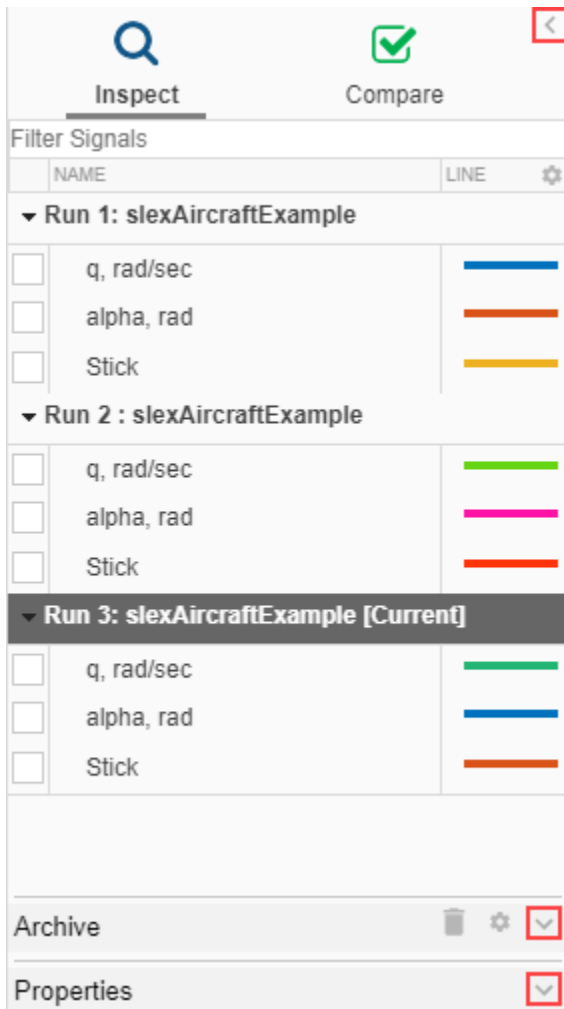 Inspect Compare
Filter Signals
NAME LINE
Run 1: slexAircraftExample
q, rad/sec
alpha, rad
Stick
Run 2 : slexAircraftExample
q, rad/sec
alpha, rad
Stick
Run 3: slexAircraftExample [Current]
q, rad/sec
alpha, rad
Stick
Archive
Properties